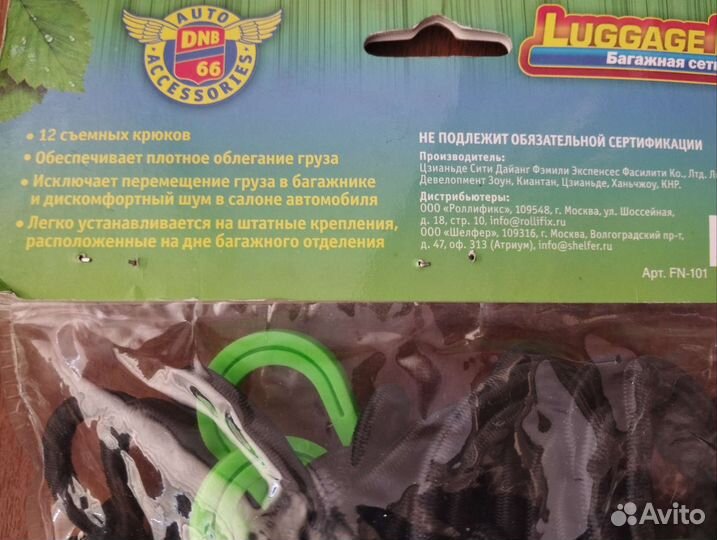 AUTO
DNB
66
ACCESSORIES
LUGGAGE
Багажная сет
• 12 съемных крюков
• Обеспечивает плотное облегание груза
• Исключает перемещение груза в багажнике
и дискомфортный шум в салоне автомобиля
• Легко устанавливается на штатные крепления,
расположенные на дне багажного отделения
НЕ ПОДЛЕЖИТ ОБЯЗАТЕЛЬНОЙ СЕРТИФИКАЦИИ
Производитель:
Цзианьде Сити Дайанг Фэмили Экспенсес Фасилити Ко., Лтд.
Девелопмент Зоун, Киантан, Цзианьде, Ханьчжоу, КНР.
Дистрибьютеры:
ООО «Роллификс», 109548, г. Москва, ул. Шоссейная,
д. 18, стр. 10, info@rollifix.ru
ООО «Шелфер», 109316, г. Москва, Волгоградский пр-т,
д. 47, оф. 313 (Атриум), info@shelfer.ru
Арт. FN-101
Avito